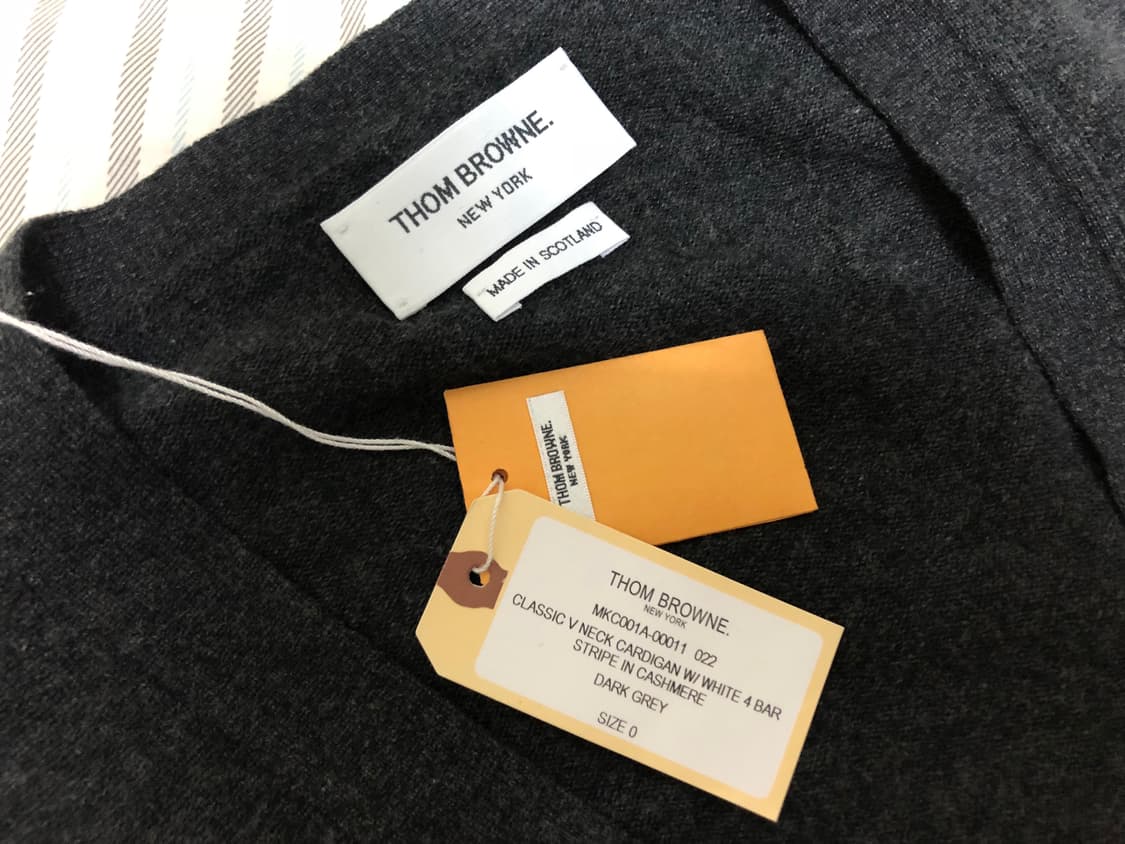 THOM BROWNE.
NEW YORK
MADE IN SCOTLAND
THOM BROWNE.
NEW YORK
THOM BROWNE.
NEW YORK
MKC001A-00011 022
CLASSIC V NECK CARDIGAN W/ WHITE 4 BAR
STRIPE IN CASHMERE
DARK GREY
SIZE 0